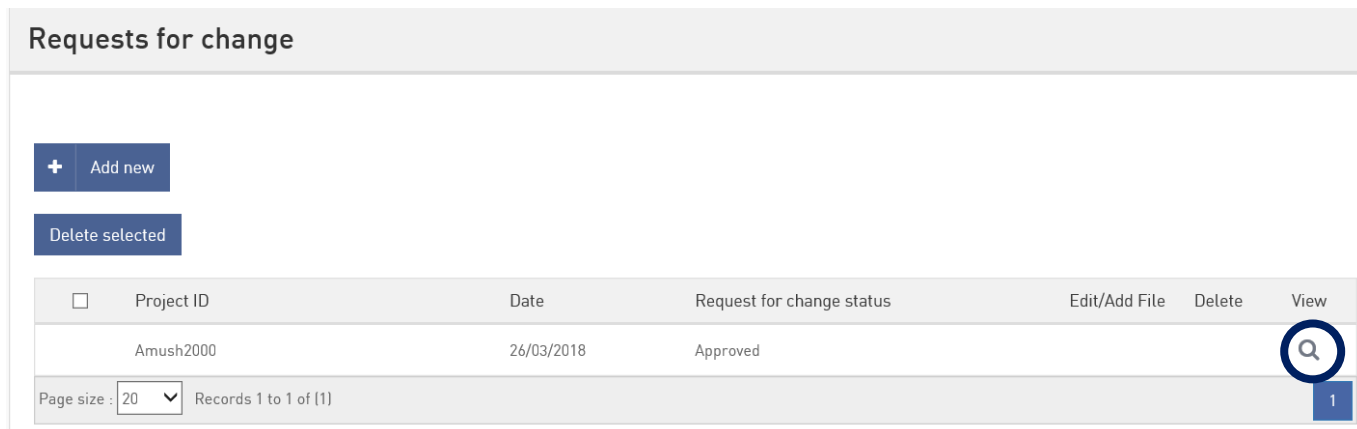 Requests for change
Add new
Delete selected
Project ID Date Request for change status Edit/Add File Delete View
Amush2000 26/03/2018 Approved
Page size : 20 Records 1 to 1 of (1) 1